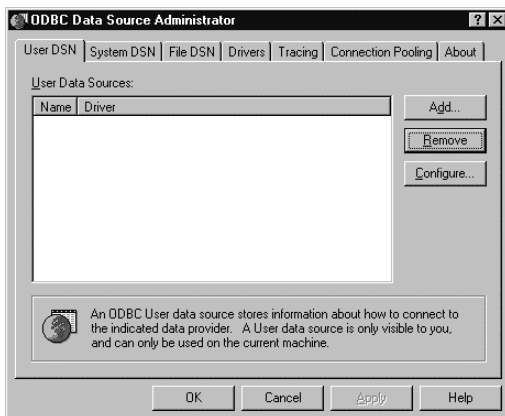 ODBC Data Source Administrator
User DSN System DSN File DSN Drivers Tracing Connection Pooling About
User Data Sources:
Name Driver
Add...
Remove
Configure...
An ODBC User data source stores information about how to connect to
the indicated data provider. A User data source is only visible to you,
and can only be used on the current machine.
OK Cancel Apply Help